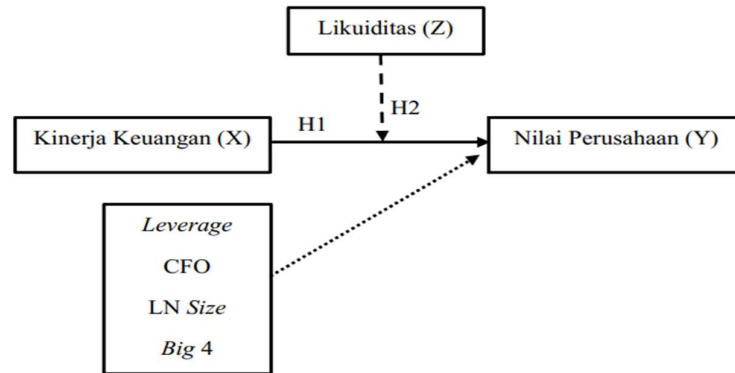 Likuiditas (Z)
H2
H1
Kinerja Keuangan (X)
Nilai Perusahaan (Y)
Leverage
CFO
LN Size
Big 4